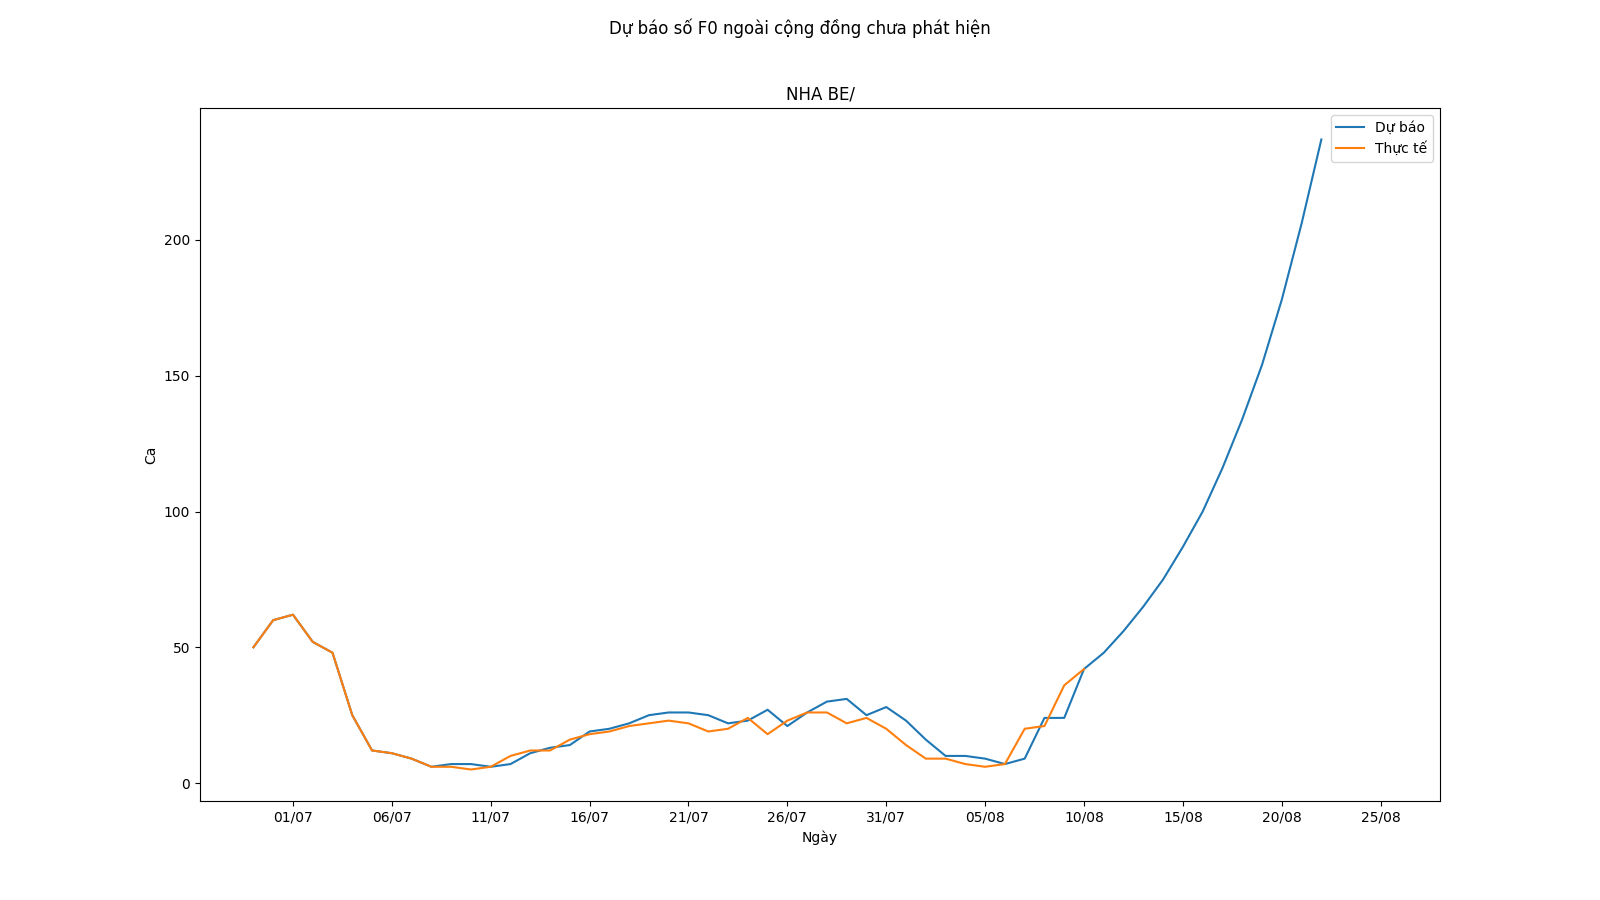 Dự báo số F0 ngoài cộng đồng chưa phát hiện
NHA BE/
Dự báo
Thực tế
200
150
100
50
0
Ca
01/07 06/07 11/07 16/07 21/07 26/07 31/07 05/08 10/08 15/08 20/08 25/08
Ngày